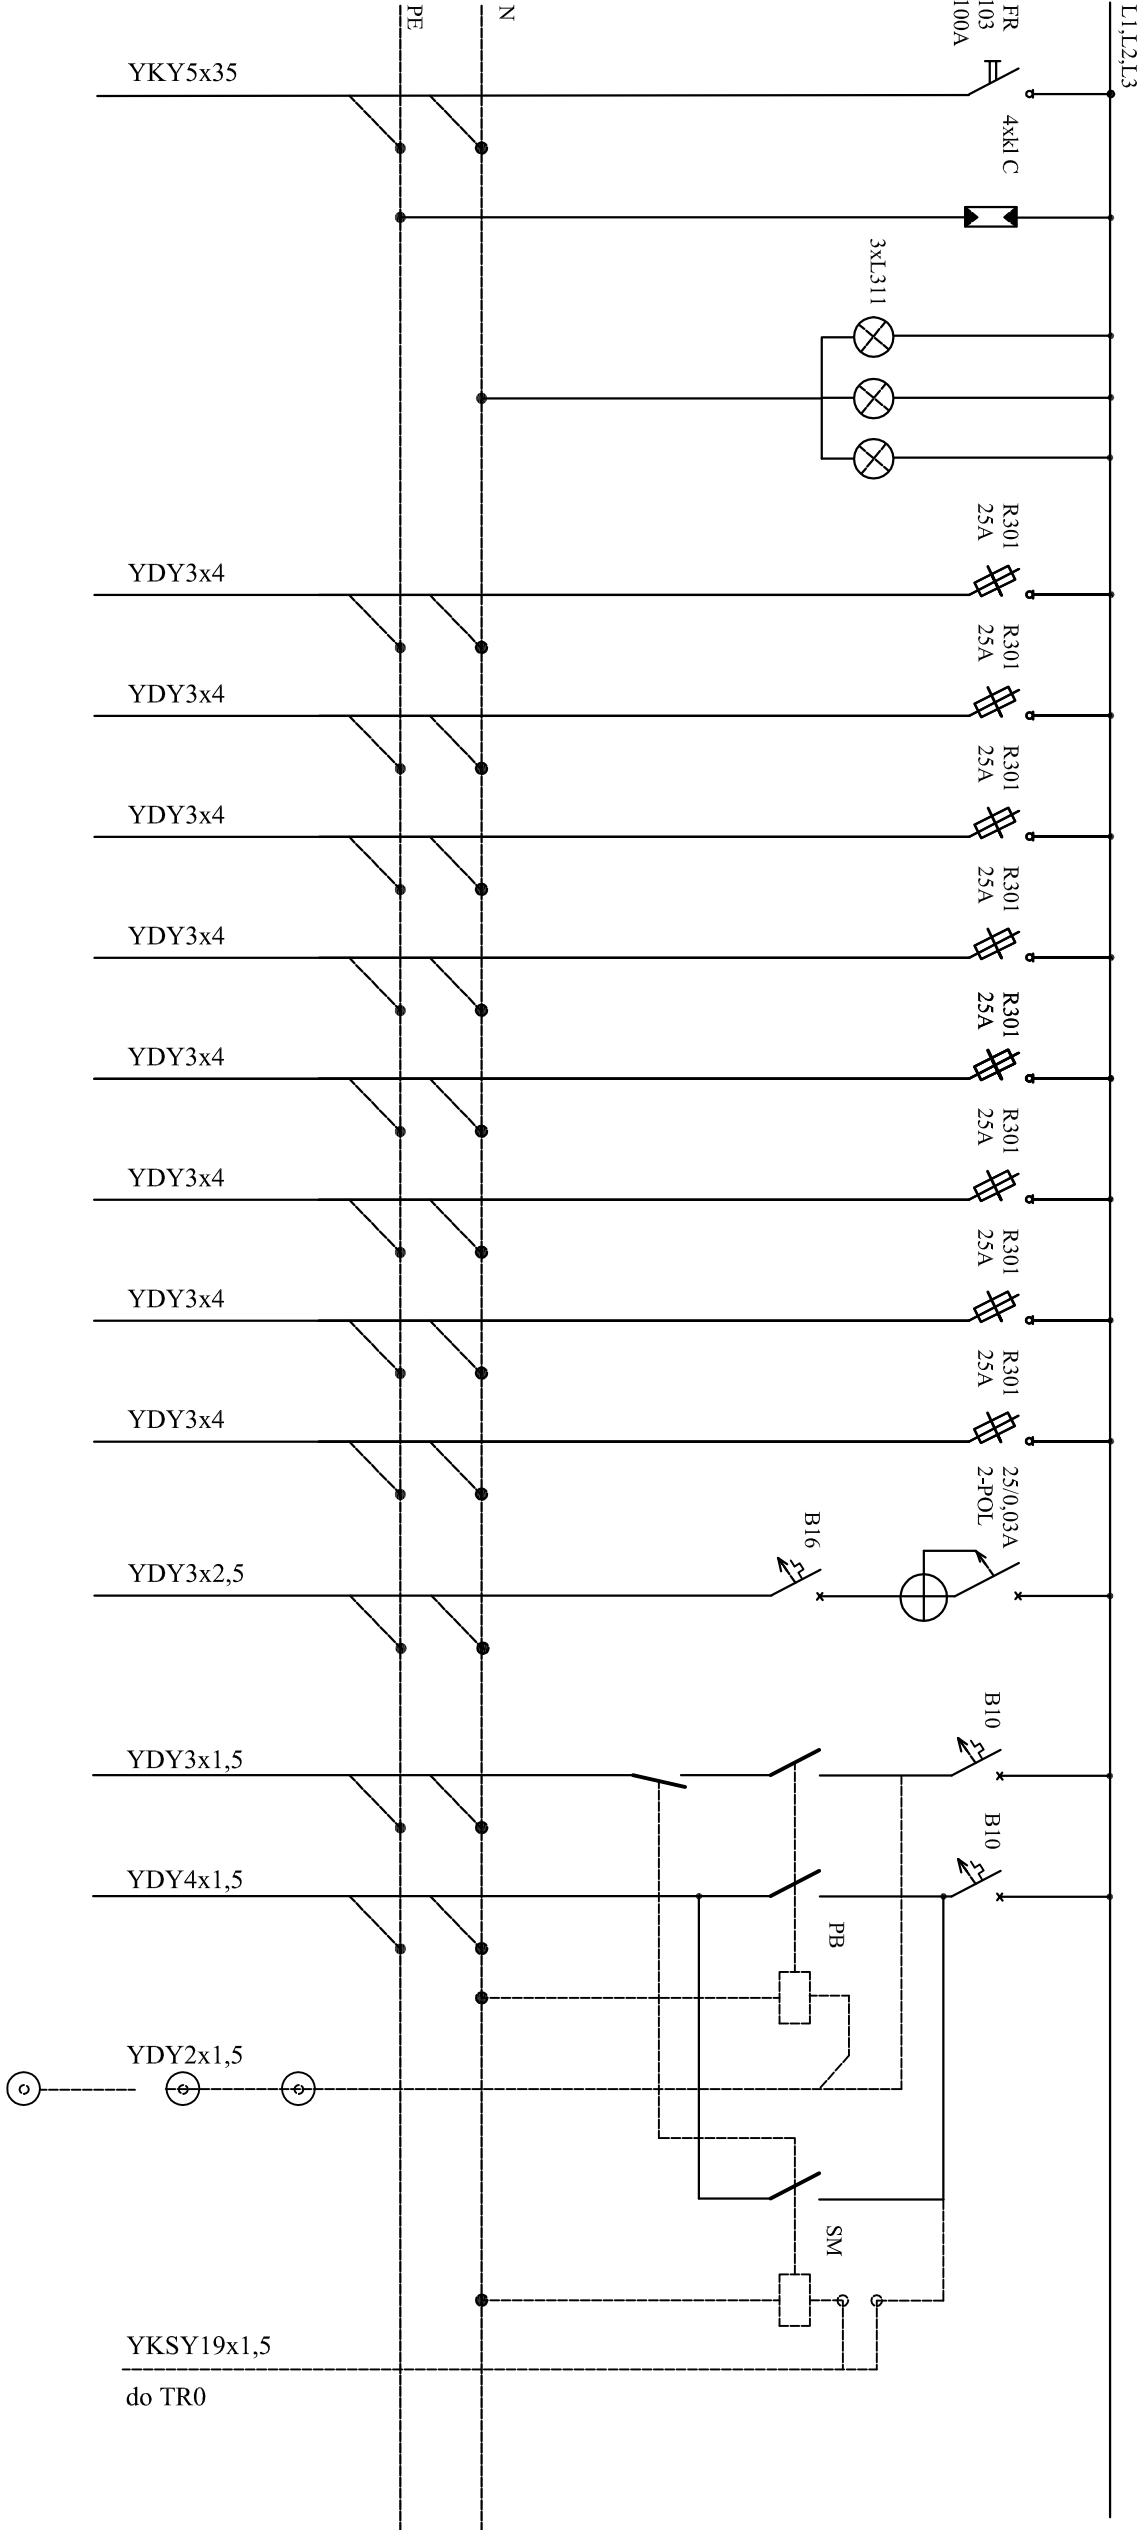 L1,L2,L3
N
PE
FR
103
100A
YKY5x35
4xkl C
3xL311
R301
25A
YDY3x4
R301
25A
YDY3x4
R301
25A
YDY3x4
R301
25A
YDY3x4
R301
25A
YDY3x4
R301
25A
YDY3x4
R301
25A
YDY3x4
R301
25A
YDY3x4
25/0,03A
2-POL
B16
YDY3x2,5
B10
YDY3x1,5
B10
YDY4x1,5
PB
YDY2x1,5
SM
YKSY19x1,5
do TR0